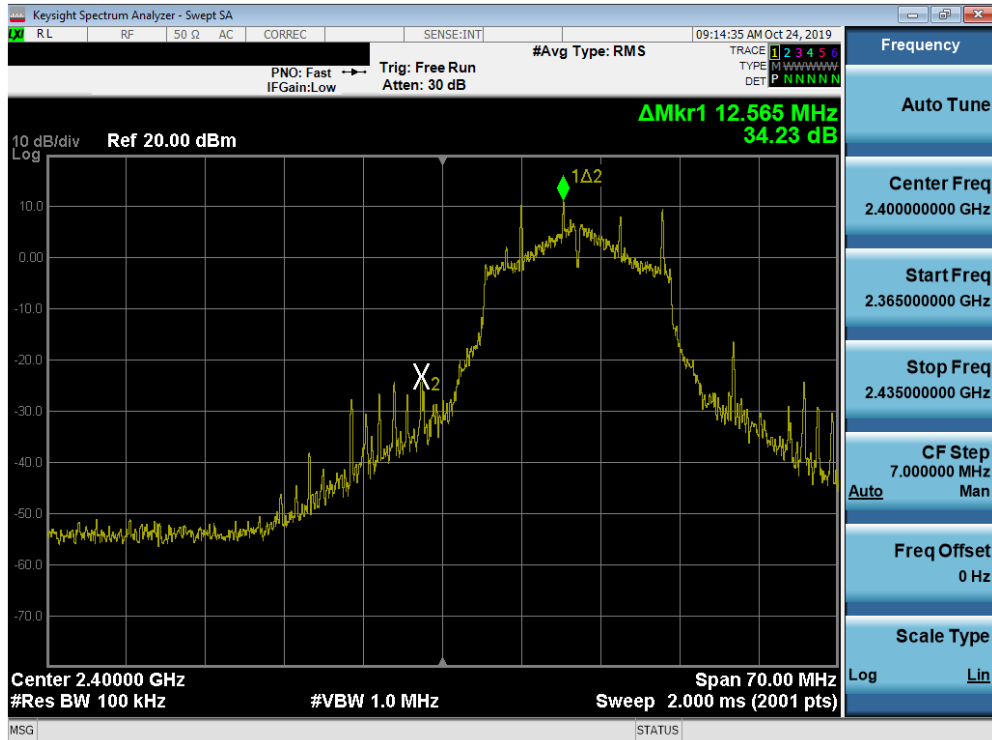 Keysight Spectrum Analyzer - Swept SA
LXI RL RF 50 Ω AC CORREC SENSE:INT 09:14:35 AM Oct 24, 2019
#Avg Type: RMS
TRACE 1 2 3 4 5 6
TYPE M W W W W W
DET P N N N N N
PNO: Fast
IFGain:Low
Trig: Free Run
Atten: 30 dB
ΔMkr1 12.565 MHz
34.23 dB
10 dB/div Ref 20.00 dBm
Log
1Δ2
10.0
0.00
-10.0
-20.0
X2
-30.0
-40.0
-50.0
-60.0
-70.0
Center 2.40000 GHz Span 70.00 MHz
#Res BW 100 kHz #VBW 1.0 MHz Sweep 2.000 ms (2001 pts)
MSG STATUS
Frequency
Auto Tune
Center Freq
2.400000000 GHz
Start Freq
2.365000000 GHz
Stop Freq
2.435000000 GHz
CF Step
7.000000 MHz
Auto Man
Freq Offset
0 Hz
Scale Type
Log Lin